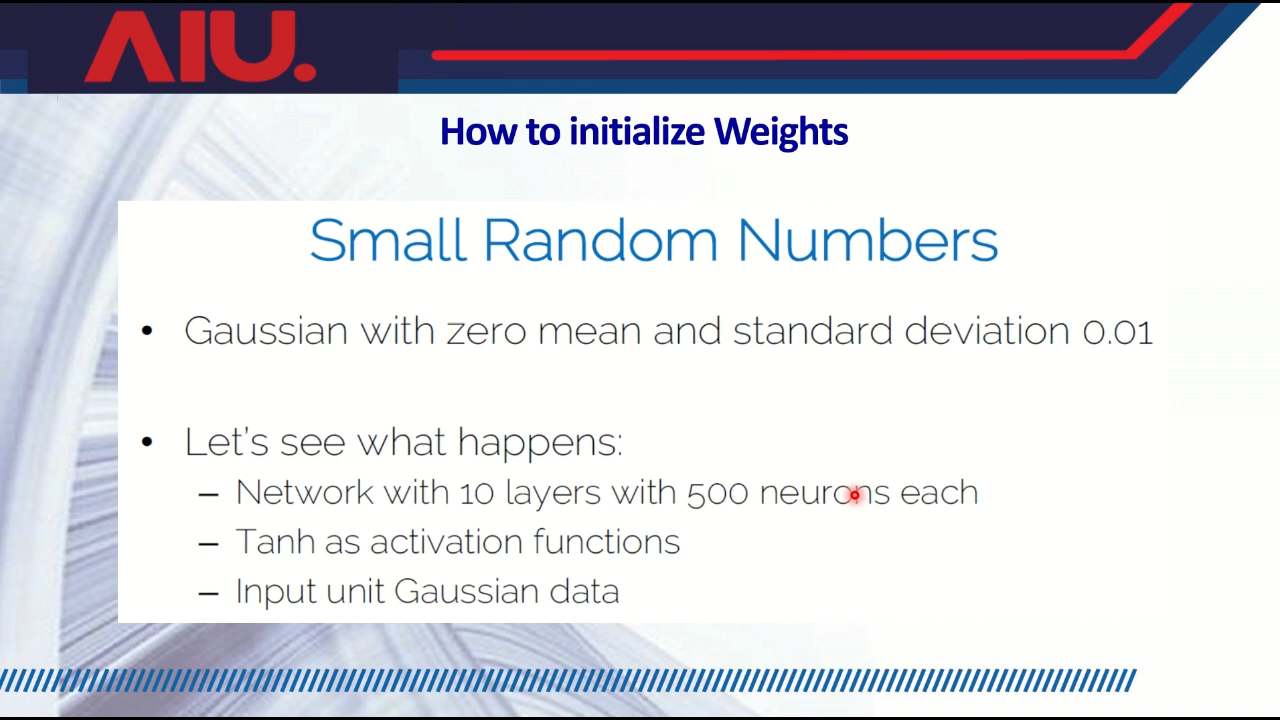 AIU.
How to initialize Weights
Small Random Numbers
• Gaussian with zero mean and standard deviation 0.01
• Let's see what happens:
– Network with 10 layers with 500 neurons each
– Tanh as activation functions
– Input unit Gaussian data